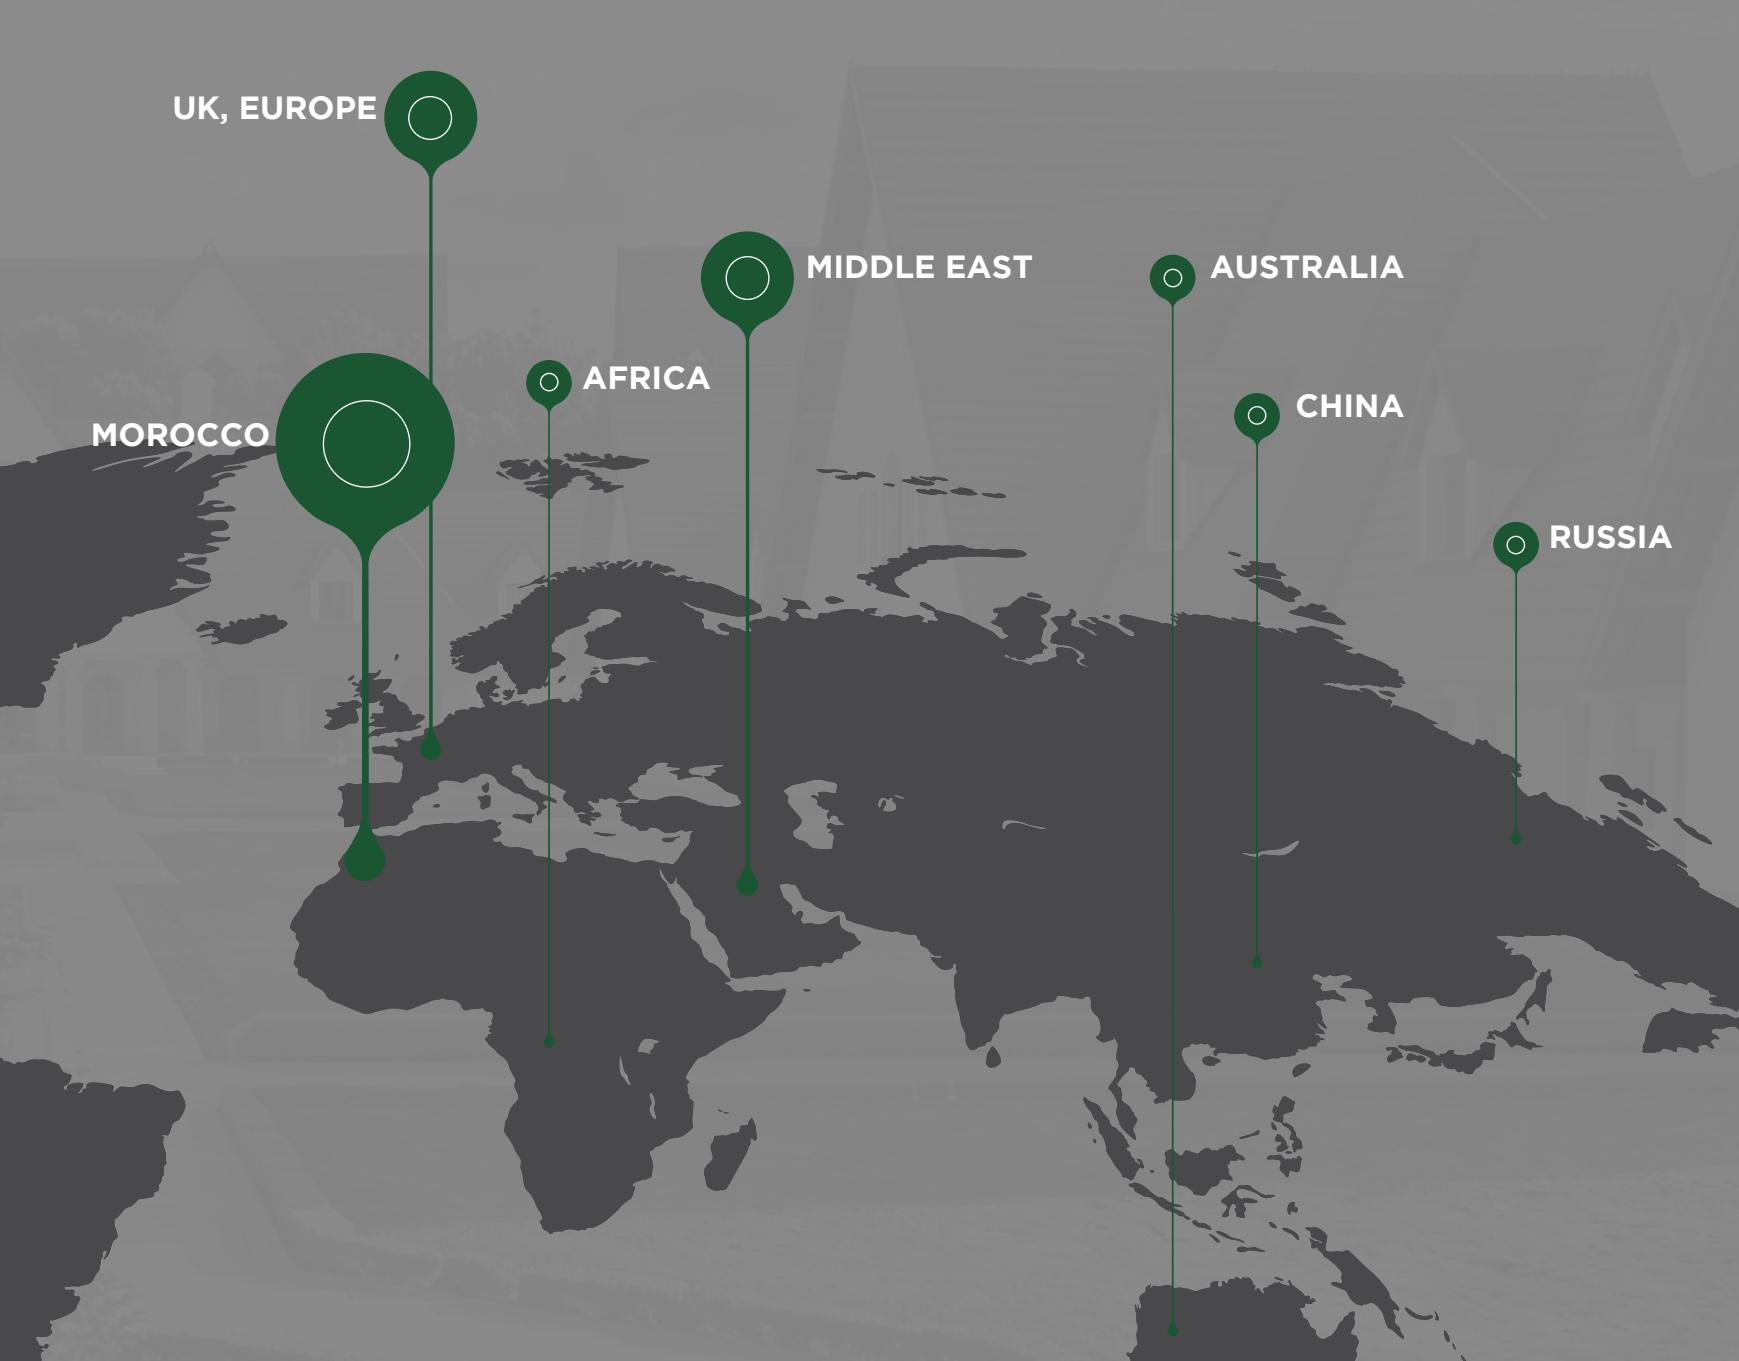 UK, EUROPE
MIDDLE EAST
AUSTRALIA
AFRICA
CHINA
MOROCCO
RUSSIA